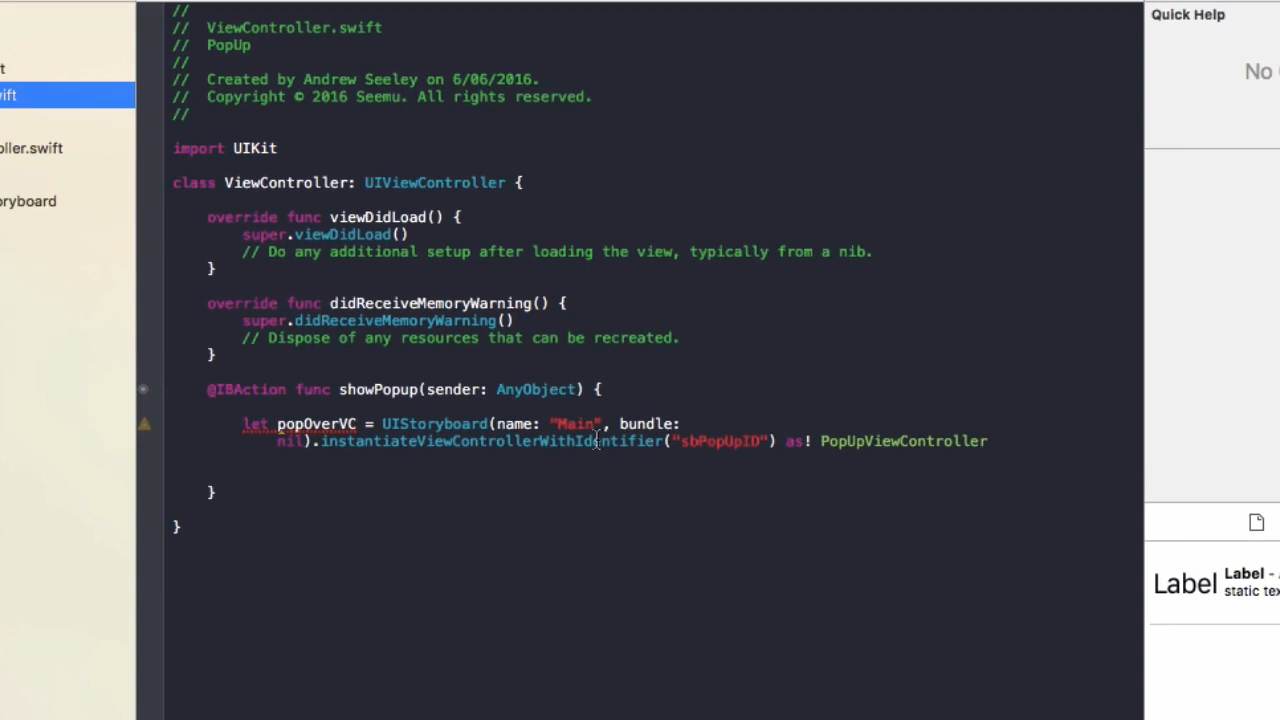 //
// ViewController.swift
// PopUp
//
// Created by Andrew Seeley on 6/06/2016.
// Copyright © 2016 Seemu. All rights reserved.
//
import UIKit
class ViewController: UIViewController {
override func viewDidLoad() {
super.viewDidLoad()
// Do any additional setup after loading the view, typically from a nib.
}
override func didReceiveMemoryWarning() {
super.didReceiveMemoryWarning()
// Dispose of any resources that can be recreated.
}
@IBAction func showPopup(sender: AnyObject) {
let popOverVC = UIStoryboard(name: "Main", bundle:
nil).instantiateViewControllerWithIdentifier("sbPopUpID") as! PopUpViewController
}
}
t
ift
oller.swift
oryboard
Quick Help
No
Label
Label -
static tex